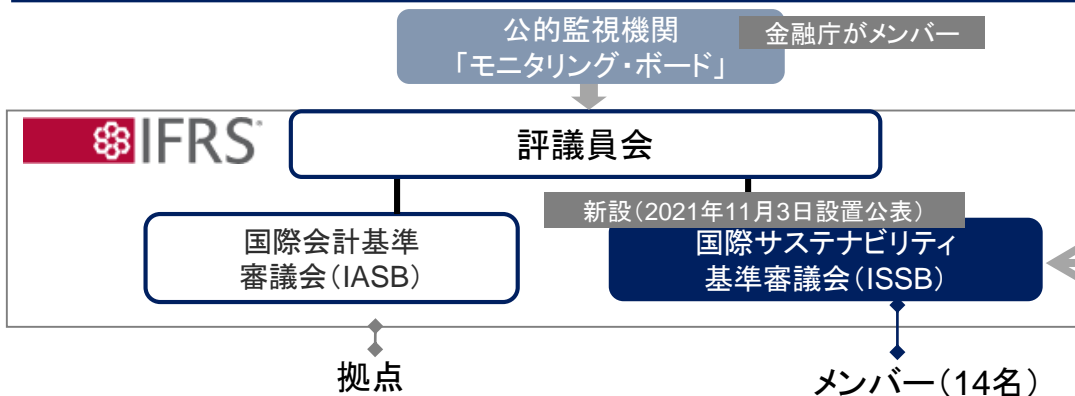 公的監視機関
「モニタリング・ボード」
金融庁がメンバー
IFRS
評議員会
新設（2021年11月3日設置公表）
国際会計基準
審議会（IASB）
国際サステナビリティ
基準審議会（ISSB）
拠点
メンバー（14名）